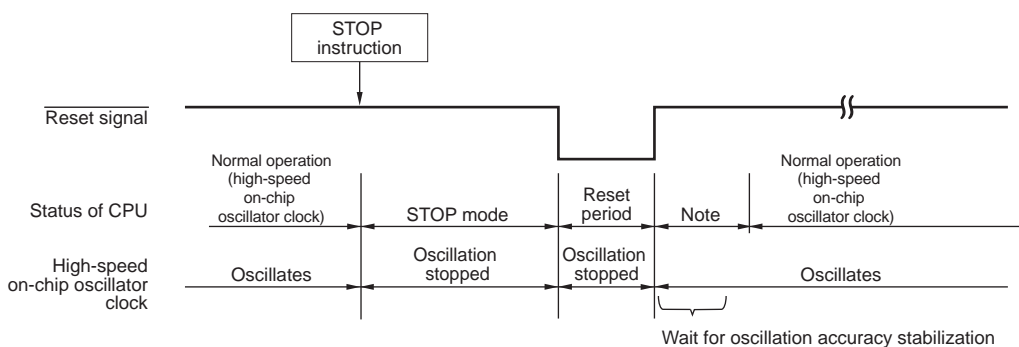 STOP
instruction
Reset signal
Normal operation
(high-speed
on-chip
oscillator clock)
STOP mode
Reset
period
Note
Normal operation
(high-speed
on-chip
oscillator clock)
Status of CPU
High-speed
on-chip oscillator
clock
Oscillates
Oscillation
stopped
Oscillation
stopped
Oscillates
Wait for oscillation accuracy stabilization